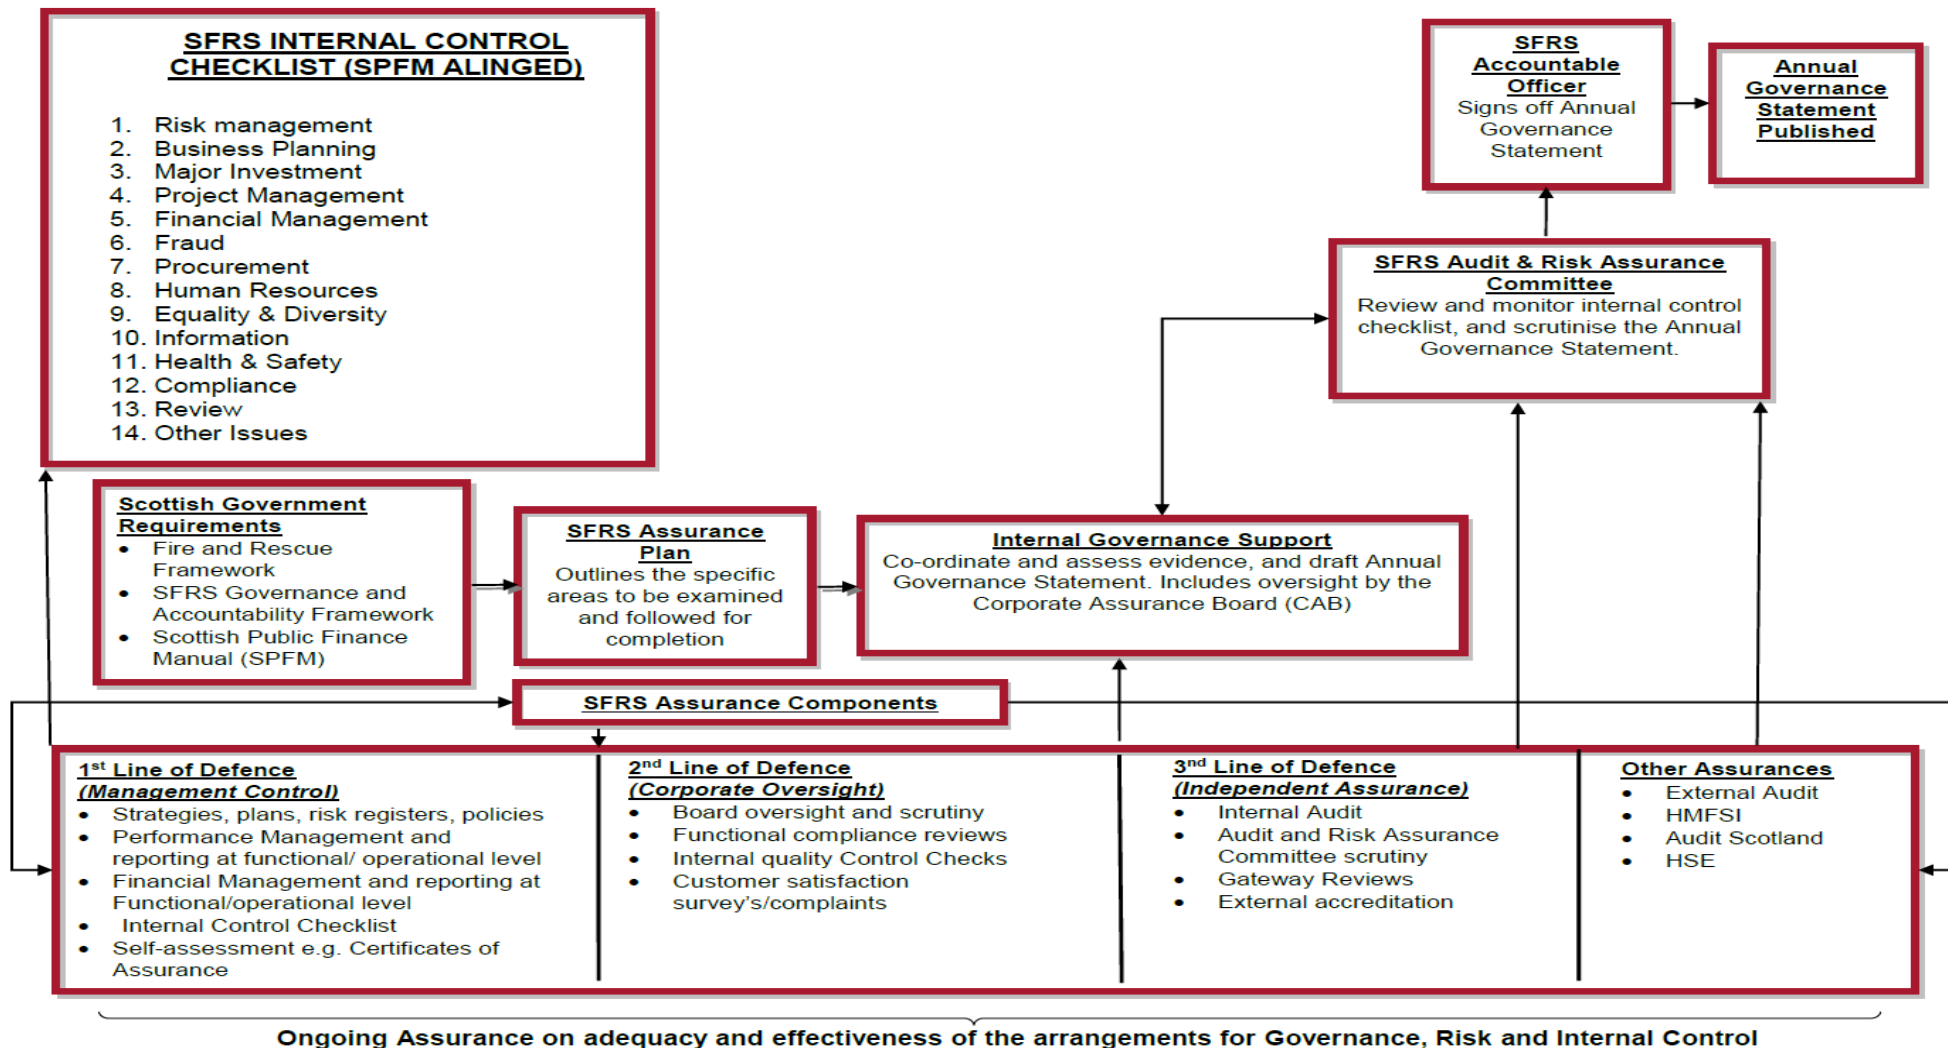 SFRS INTERNAL CONTROL
CHECKLIST (SPFM ALINGED)
1. Risk management
2. Business Planning
3. Major Investment
4. Project Management
5. Financial Management
6. Fraud
7. Procurement
8. Human Resources
9. Equality & Diversity
10. Information
11. Health & Safety
12. Compliance
13. Review
14. Other Issues
SFRS
Accountable
Officer
Signs off Annual
Governance
Statement
Annual
Governance
Statement
Published
SFRS Audit & Risk Assurance
Committee
Review and monitor internal control
checklist, and scrutinise the Annual
Governance Statement.
Scottish Government
Requirements
• Fire and Rescue
Framework
• SFRS Governance and
Accountability Framework
• Scottish Public Finance
Manual (SPFM)
SFRS Assurance
Plan
Outlines the specific
areas to be examined
and followed for
completion
Internal Governance Support
Co-ordinate and assess evidence, and draft Annual
Governance Statement. Includes oversight by the
Corporate Assurance Board (CAB)
SFRS Assurance Components
1st Line of Defence
(Management Control)
• Strategies, plans, risk registers, policies
• Performance Management and
reporting at functional/ operational level
• Financial Management and reporting at
Functional/operational level
• Internal Control Checklist
• Self-assessment e.g. Certificates of
Assurance
2nd Line of Defence
(Corporate Oversight)
• Board oversight and scrutiny
• Functional compliance reviews
• Internal quality Control Checks
• Customer satisfaction
survey's/complaints
3nd Line of Defence
(Independent Assurance)
• Internal Audit
• Audit and Risk Assurance
Committee scrutiny
• Gateway Reviews
• External accreditation
Other Assurances
• External Audit
• HMFSI
• Audit Scotland
• HSE
Ongoing Assurance on adequacy and effectiveness of the arrangements for Governance, Risk and Internal Control